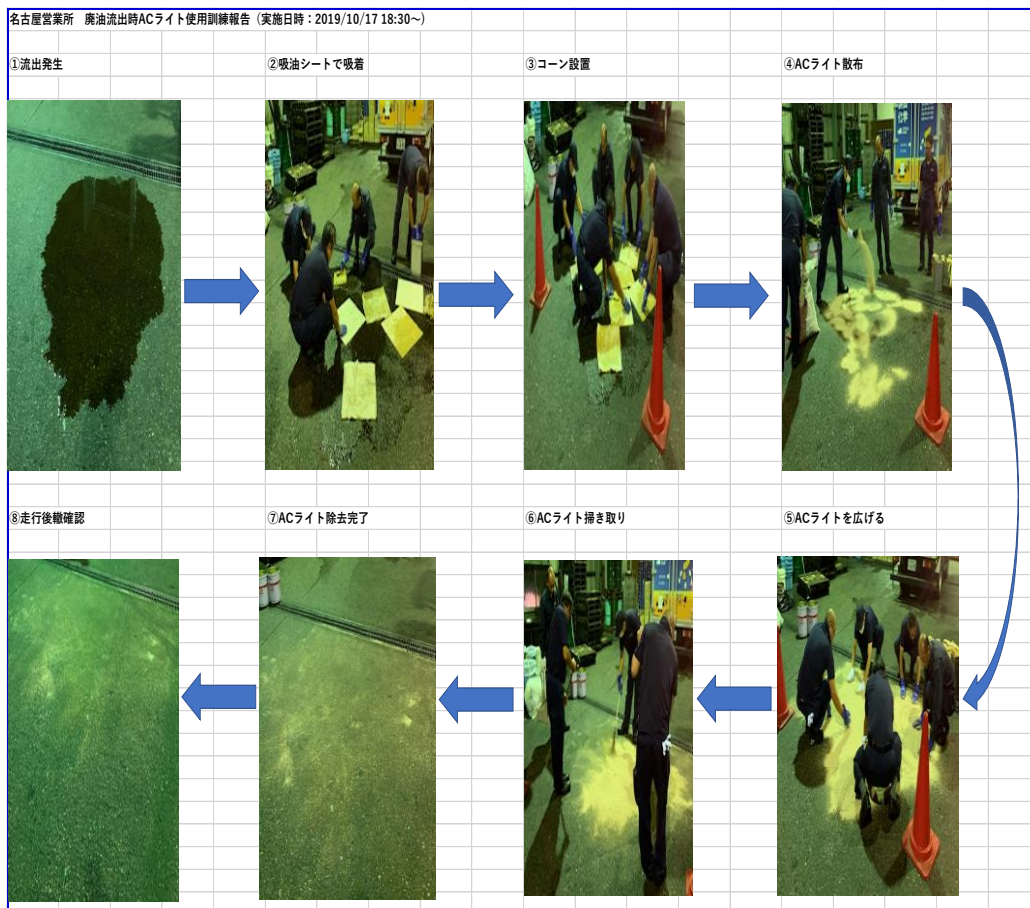 名古屋営業所　廃油流出時ACライト使用訓練報告（実施日時：2019/10/17 18:30～）
①流出発生
②吸油シートで吸着
③コーン設置
④ACライト散布
⑤ACライトを広げる
⑥ACライト掃き取り
⑦ACライト除去完了
⑧走行後轍確認